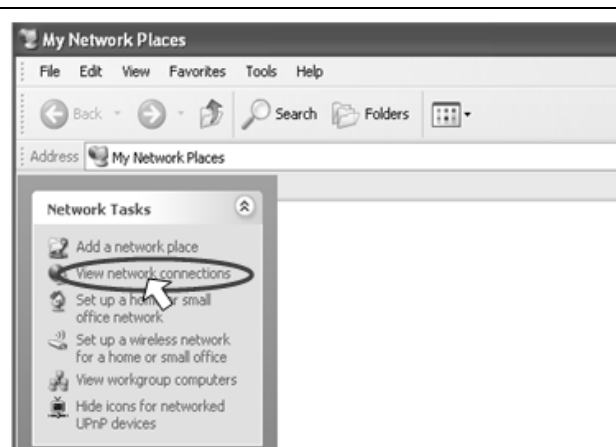 My Network Places
File Edit View Favorites Tools Help
Back Search Folders
Address My Network Places
Network Tasks
Add a network place
View network connections
Set up a home or small
office network
Set up a wireless network
for a home or small office
View workgroup computers
Hide icons for networked
UPnP devices